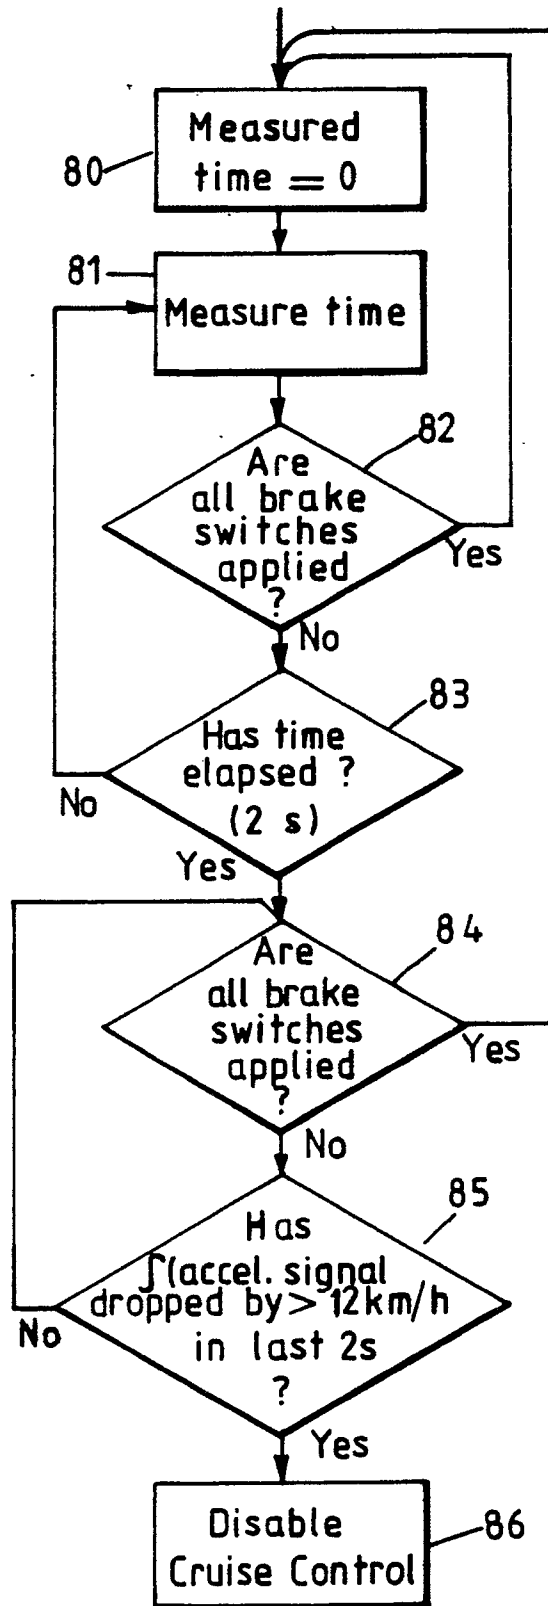 Measured
time = 0
80
81
Measure time
82
Are
all brake
switches
applied
?
Yes
No
83
Has time
elapsed ?
(2 s)
No
Yes
84
Are
all brake
switches
applied
?
Yes
No
85
Has
∫(accel. signal
dropped by > 12km/h
in last 2s
?
No
Yes
Disable
Cruise Control
86